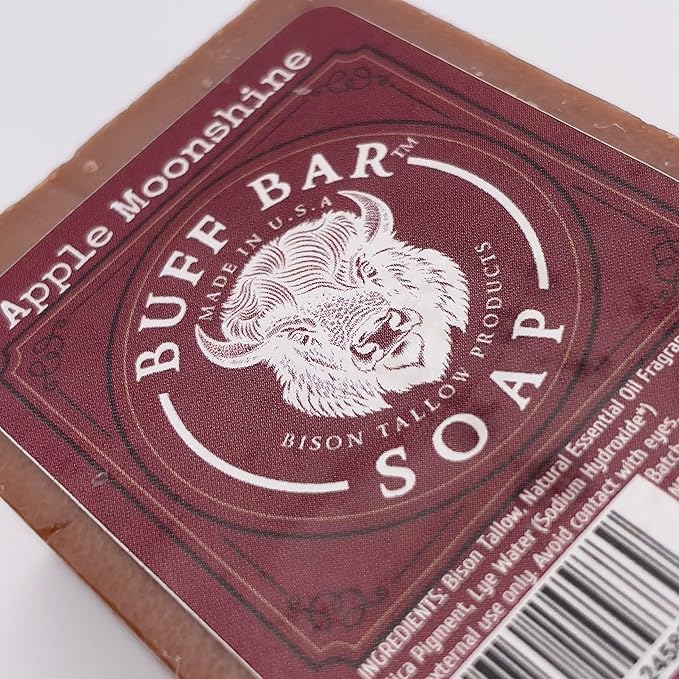 Apple Moonshine
BUFF BAR™
MADE IN U.S.A
BISON TALLOW PRODUCTS
SOAP
INGREDIENTS: Bison Tallow, Natural Essential Oil
Pigment, Lye Water (Sodium Hydroxide*)
external use only. Avoid contact with eyes.
Batch
2458